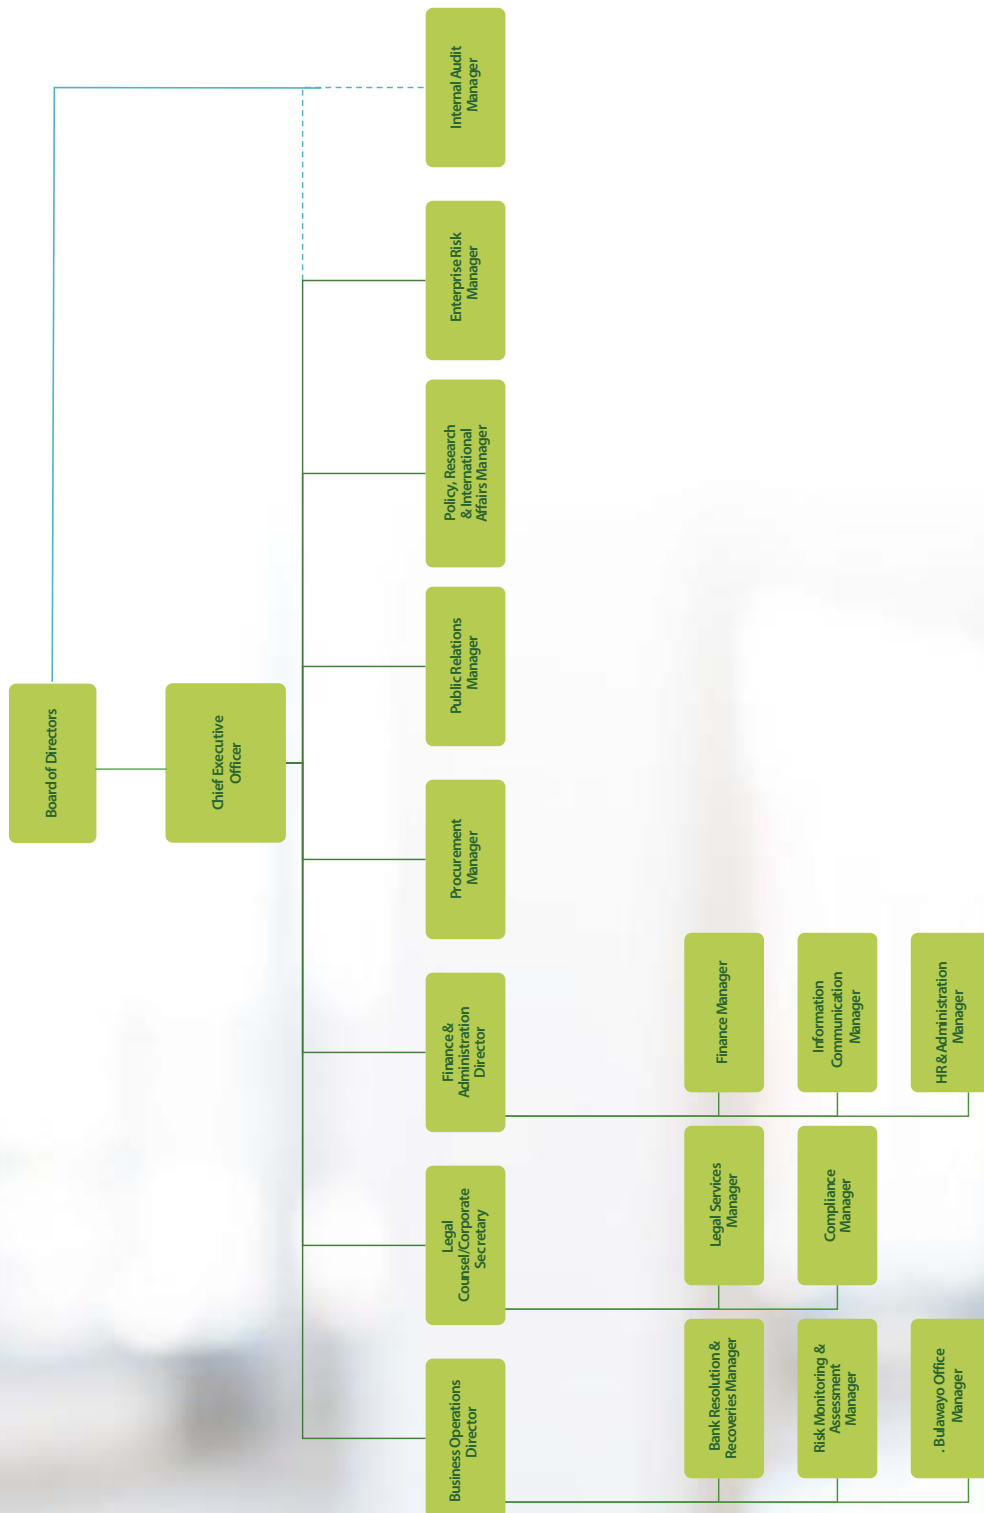 Board of Directors
Chief Executive
Officer
Business Operations
Director
Legal
Counsel/Corporate
Secretary
Finance &
Administration
Director
Procurement
Manager
Public Relations
Manager
Policy, Research
& International
Affairs Manager
Enterprise Risk
Manager
Internal Audit
Manager
Bank Resolution &
Recoveries Manager
Legal Services
Manager
Finance Manager
Risk Monitoring &
Assessment
Manager
Compliance
Manager
Information
Communication
Manager
. Bulawayo Office
Manager
HR & Administration
Manager